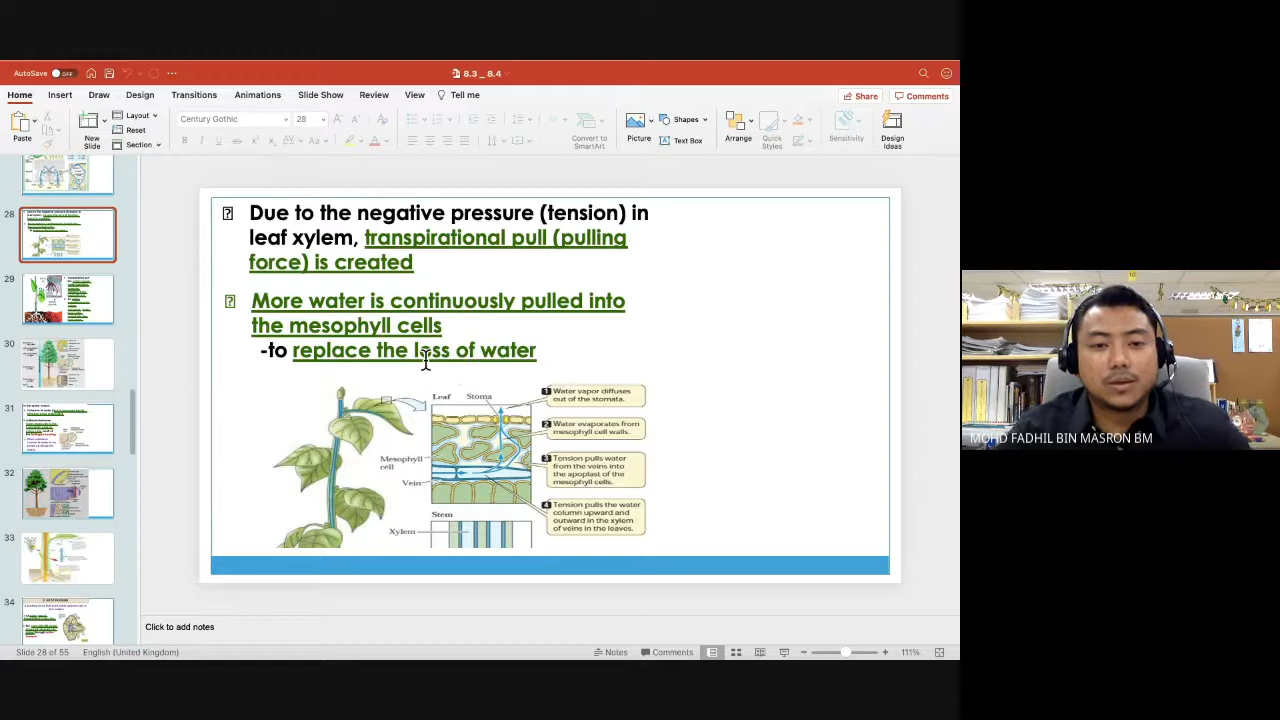 AutoSave OFF
8.3 _ 8.4
Home Insert Draw Design Transitions Animations Slide Show Review View Tell me
Share Comments
Paste
New Slide
Layout
Reset
Section
Century Gothic 28
Convert to SmartArt
Picture
Shapes
Text Box
Arrange
Quick Styles
Sensitivity
Design Ideas
28
29
30
31
32
33
34
Due to the negative pressure (tension) in
leaf xylem, transpirational pull (pulling
force) is created
More water is continuously pulled into
the mesophyll cells
-to replace the loss of water
Leaf Stoma
Mesophyll
cell
Vein
Stem
Xylem
1 Water vapor diffuses
out of the stomata.
2 Water evaporates from
mesophyll cell walls.
3 Tension pulls water
from the veins into
the apoplast of the
mesophyll cells.
4 Tension pulls the water
column upward and
outward in the xylem
of veins in the leaves.
MOHD FADHIL BIN MASRON BM
Click to add notes
Slide 28 of 55 English (United Kingdom) Notes Comments 111%